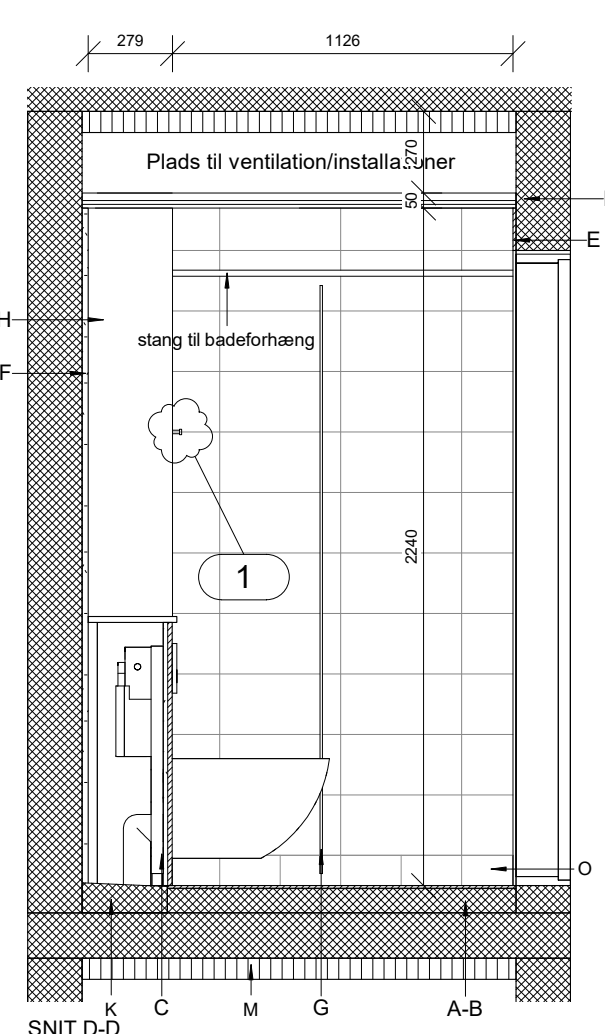 279
1126
Plads til ventilation/installationer
270
50
E
H
stang til badeforhæng
F
1
2240
O
K
C
M
G
A-B
SNIT D-D